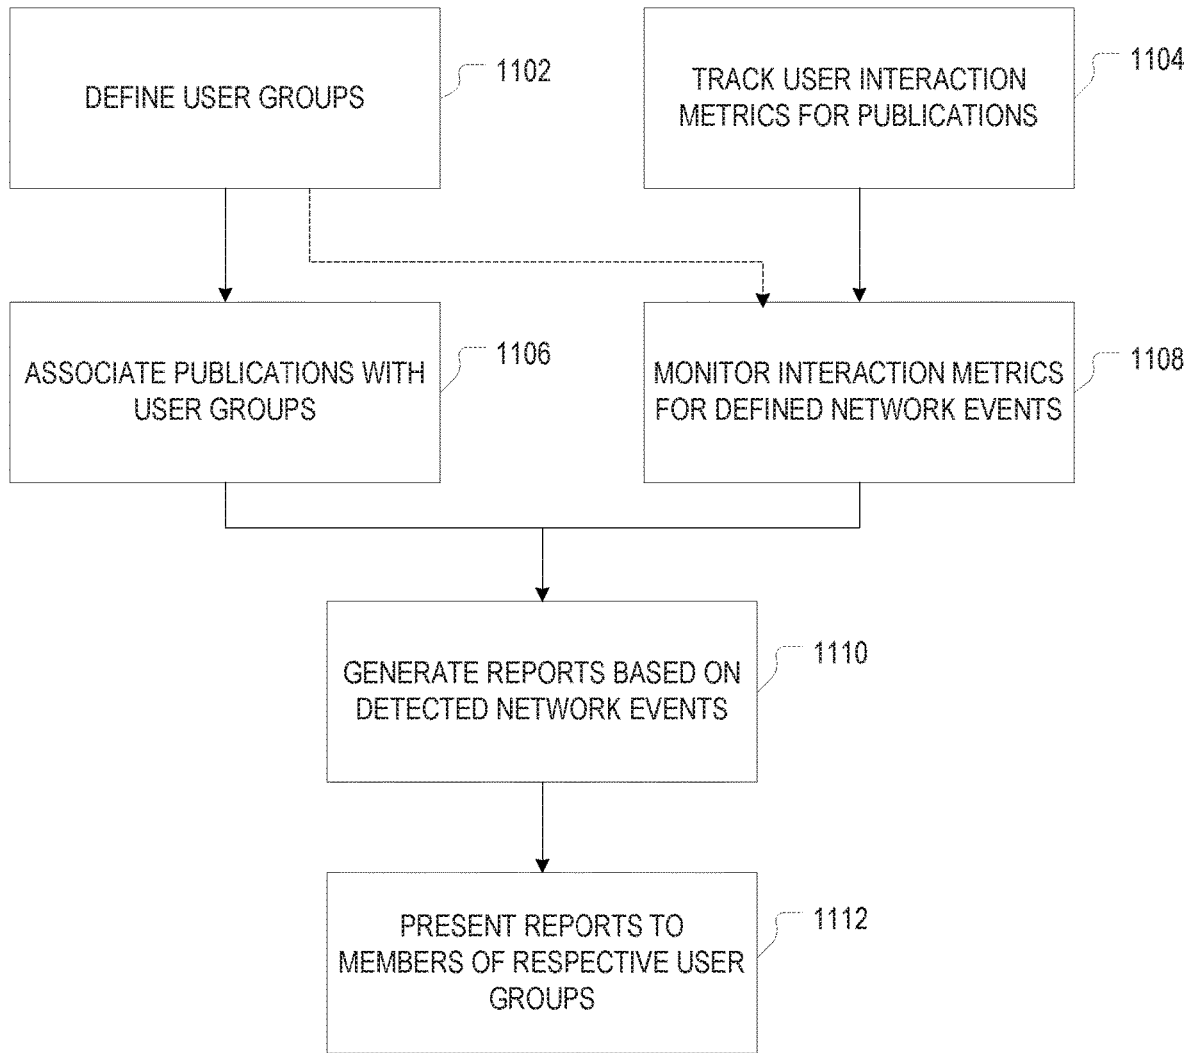 DEFINE USER GROUPS
1102
TRACK USER INTERACTION
METRICS FOR PUBLICATIONS
1104
ASSOCIATE PUBLICATIONS WITH
USER GROUPS
1106
MONITOR INTERACTION METRICS
FOR DEFINED NETWORK EVENTS
1108
GENERATE REPORTS BASED ON
DETECTED NETWORK EVENTS
1110
PRESENT REPORTS TO
MEMBERS OF RESPECTIVE USER
GROUPS
1112